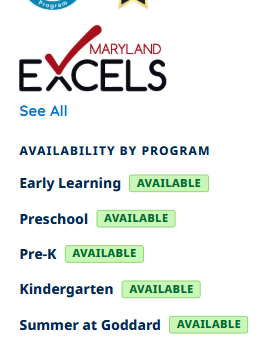 Program
MARYLAND
EXCELS
See All
AVAILABILITY BY PROGRAM
Early Learning AVAILABLE
Preschool AVAILABLE
Pre-K AVAILABLE
Kindergarten AVAILABLE
Summer at Goddard AVAILABLE